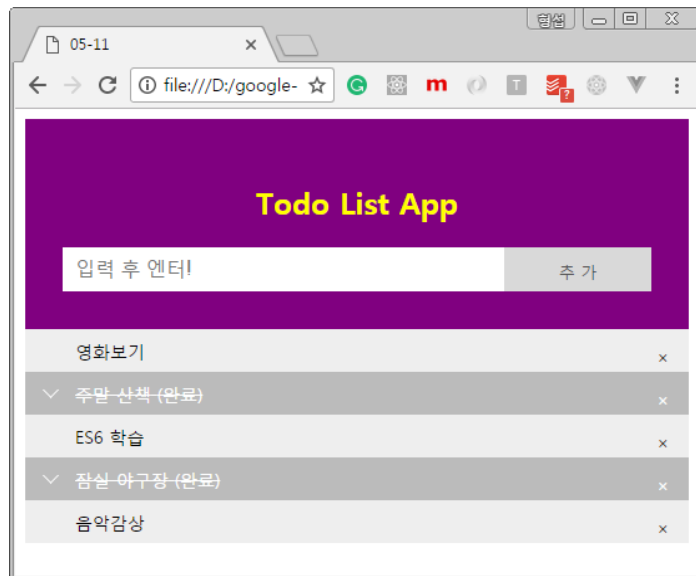 형섭
05-11
file:///D:/google-
Todo List App
입력 후 엔터!
추 가
영화보기 ×
주말 산책 (완료) ×
ES6 학습 ×
잠실 야구장 (완료) ×
음악감상 ×